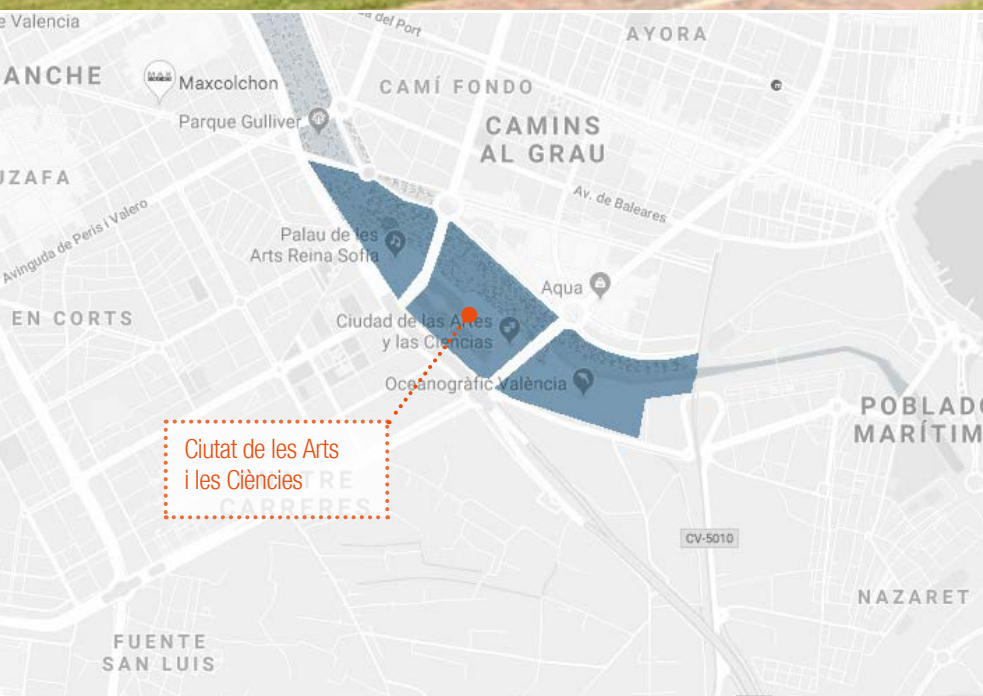 e Valencia
del Port
AYORA
ANCHE
Maxcolchon
CAMÍ FONDO
Parque Gulliver
CAMINS
AL GRAU
UZAFA
Av. de Baleares
Avinguda de Peris i Valero
Palau de les
Arts Reina Sofía
Aqua
EN CORTS
Ciudad de las Artes
y las Ciencias
Oceanogràfic València
POBLADO
MARÍTIM
Ciutat de les Arts
i les Ciències
TRE
CARRERES
CV-5010
NAZARET
FUENTE
SAN LUIS